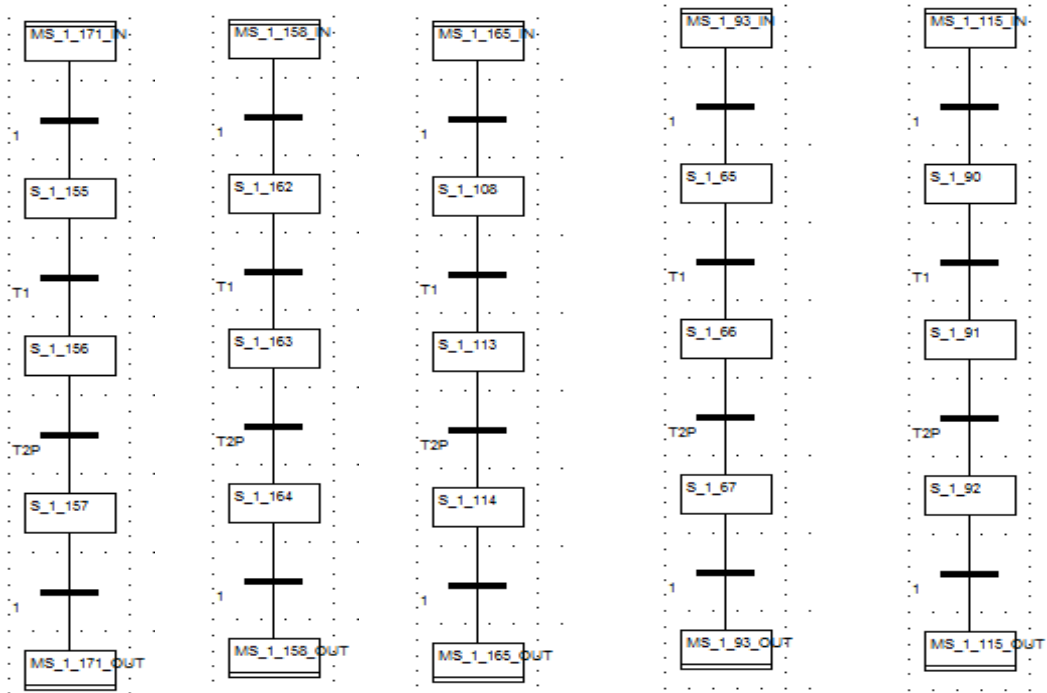 MS_1_171_IN
1
S_1_155
T1
S_1_156
T2P
S_1_157
1
MS_1_171_OUT
MS_1_158_IN
1
S_1_162
T1
S_1_163
T2P
S_1_164
1
MS_1_158_OUT
MS_1_165_IN
1
S_1_108
T1
S_1_113
T2P
S_1_114
1
MS_1_165_OUT
MS_1_93_IN
1
S_1_65
T1
S_1_66
T2P
S_1_67
1
MS_1_93_OUT
MS_1_115_IN
1
S_1_90
T1
S_1_91
T2P
S_1_92
1
MS_1_115_OUT